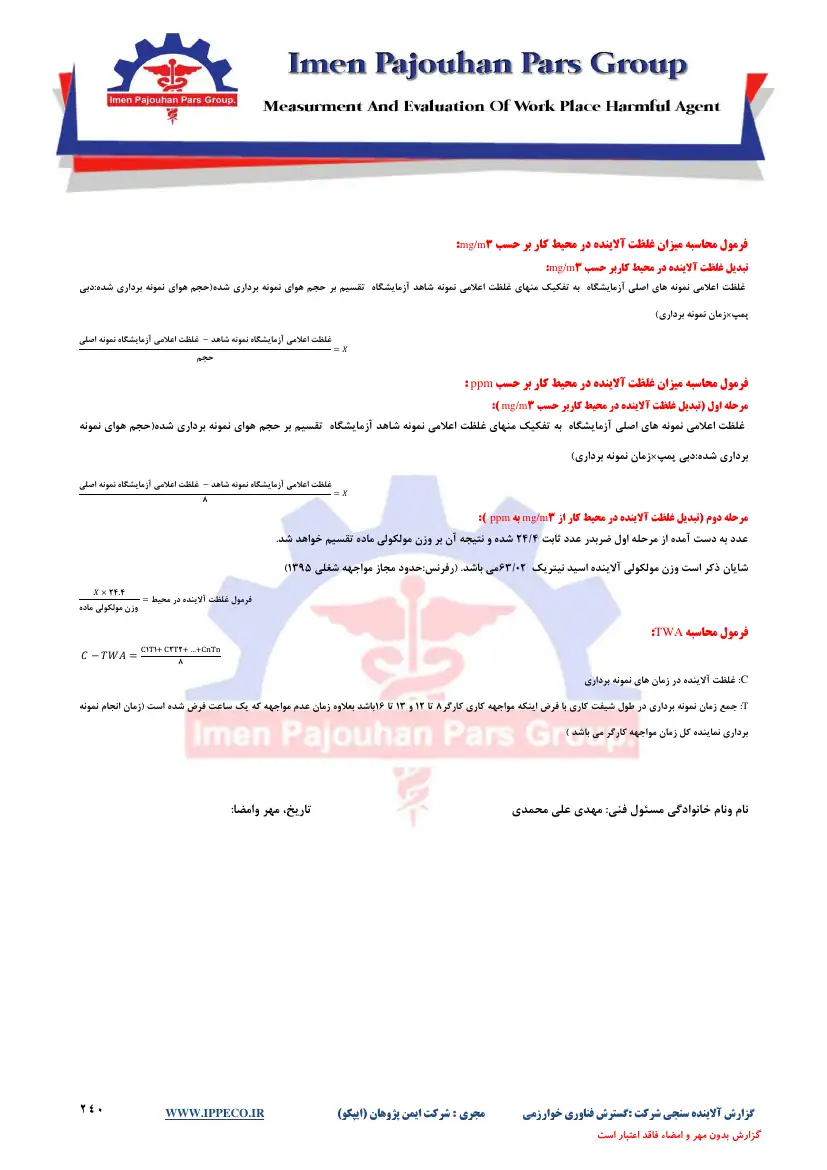 Imen Pajouhan Pars Group
Measurment And Evaluation Of Work Place Harmful Agent
Imen Pajouhan Pars Group.
فرمول محاسبه میزان غلظت آلاینده در محیط کار بر حسب mg/m۳:
تبدیل غلظت آلاینده در محیط کاربر حسب mg/m۳:
غلظت اعلامی نمونه های اصلی آزمایشگاه به تفکیک منهای غلظت اعلامی نمونه شاهد آزمایشگاه تقسیم بر حجم هوای نمونه برداری شده(حجم هوای نمونه برداری شده:دبی
پمپ×زمان نمونه برداری)
X = (غلظت اعلامی آزمایشگاه نمونه شاهد − غلظت اعلامی آزمایشگاه نمونه اصلی) / حجم
فرمول محاسبه میزان غلظت آلاینده در محیط کار بر حسب ppm :
مرحله اول (تبدیل غلظت آلاینده در محیط کاربر حسب mg/m۳ ):
غلظت اعلامی نمونه های اصلی آزمایشگاه به تفکیک منهای غلظت اعلامی نمونه شاهد آزمایشگاه تقسیم بر حجم هوای نمونه برداری شده(حجم هوای نمونه
برداری شده:دبی پمپ×زمان نمونه برداری)
X = (غلظت اعلامی آزمایشگاه نمونه شاهد − غلظت اعلامی آزمایشگاه نمونه اصلی) / ۸
مرحله دوم (تبدیل غلظت آلاینده در محیط کار از mg/m۳ به ppm ):
عدد به دست آمده از مرحله اول ضربدر عدد ثابت ۲۴/۴ شده و نتیجه آن بر وزن مولکولی ماده تقسیم خواهد شد.
شایان ذکر است وزن مولکولی آلاینده اسید نیتریک ۶۳/۰۲می باشد. (رفرنس:حدود مجاز مواجهه شغلی ۱۳۹۵)
فرمول غلظت آلاینده در محیط = (X × ۲۴.۴) / وزن مولکولی ماده
فرمول محاسبه TWA:
C − TWA = (C۱T۱+ C۲T۲+ …+CnTn) / ۸
C: غلظت آلاینده در زمان های نمونه برداری
T: جمع زمان نمونه برداری در طول شیفت کاری با فرض اینکه مواجهه کاری کارگر۸ تا ۱۲ و ۱۳ تا ۱۶باشد بعلاوه زمان عدم مواجهه که یک ساعت فرض شده است (زمان انجام نمونه
برداری نماینده کل زمان مواجهه کارگر می باشد )
Imen Pajouhan Pars Group.
نام ونام خانوادگی مسئول فنی: مهدی علی محمدی تاریخ، مهر وامضا:
گزارش آلاینده سنجی شرکت :گسترش فناوری خوارزمی مجری : شرکت ایمن پژوهان (ایپکو) WWW.IPPECO.IR ۲۴۰
گزارش بدون مهر و امضاء فاقد اعتبار است